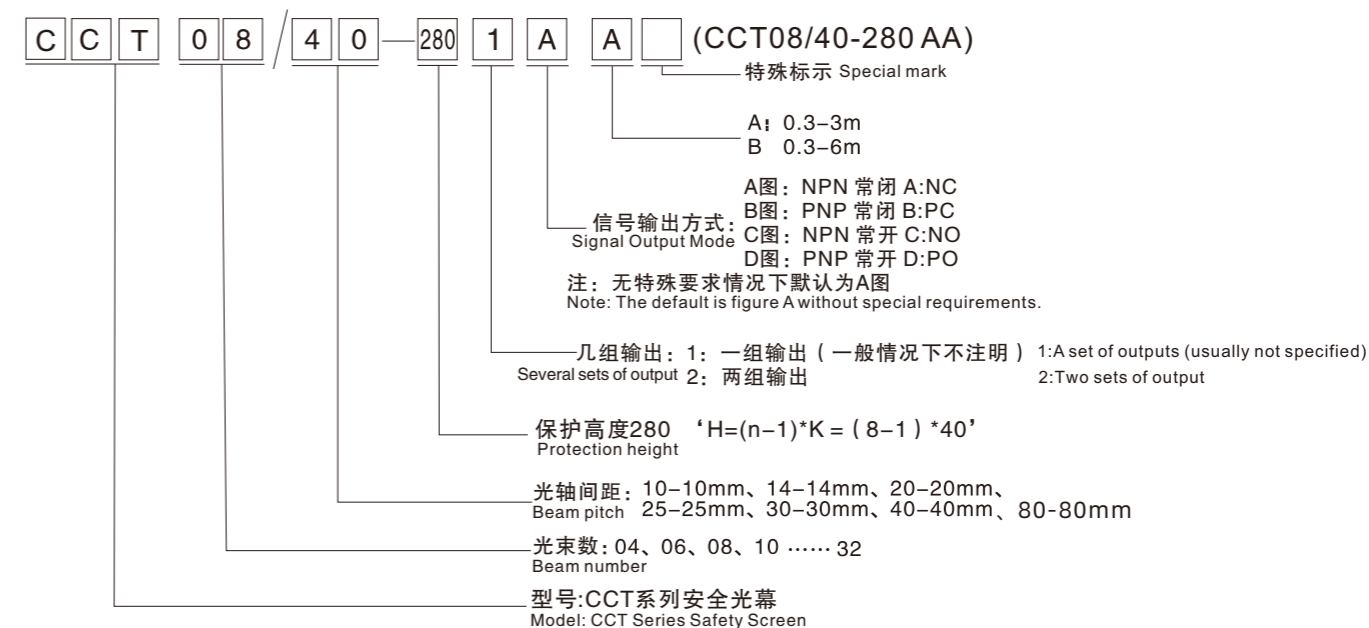 CCT 08/40—280 1 A A (CCT08/40-280 AA)
特殊标示 Special mark
A: 0.3–3m
B 0.3–6m
A图：NPN 常闭 A:NC
信号输出方式：B图：PNP 常闭 B:PC
Signal Output Mode C图：NPN 常开 C:NO
D图：PNP 常开 D:PO
注：无特殊要求情况下默认为A图
Note: The default is figure A without special requirements.
几组输出：1：一组输出（一般情况下不注明）1:A set of outputs (usually not specified)
Several sets of output 2：两组输出 2:Two sets of output
保护高度280 ‘H=(n–1)*K =（8–1）*40’
Protection height
光轴间距：10–10mm、14–14mm、20–20mm、
Beam pitch 25–25mm、30–30mm、40–40mm、80-80mm
光束数：04、06、08、10 ······ 32
Beam number
型号:CCT系列安全光幕
Model: CCT Series Safety Screen